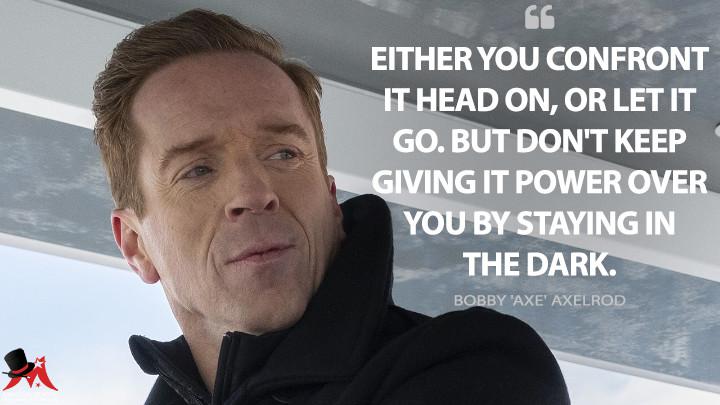 “
EITHER YOU CONFRONT
IT HEAD ON, OR LET IT
GO. BUT DON'T KEEP
GIVING IT POWER OVER
YOU BY STAYING IN
THE DARK.
BOBBY 'AXE' AXELROD